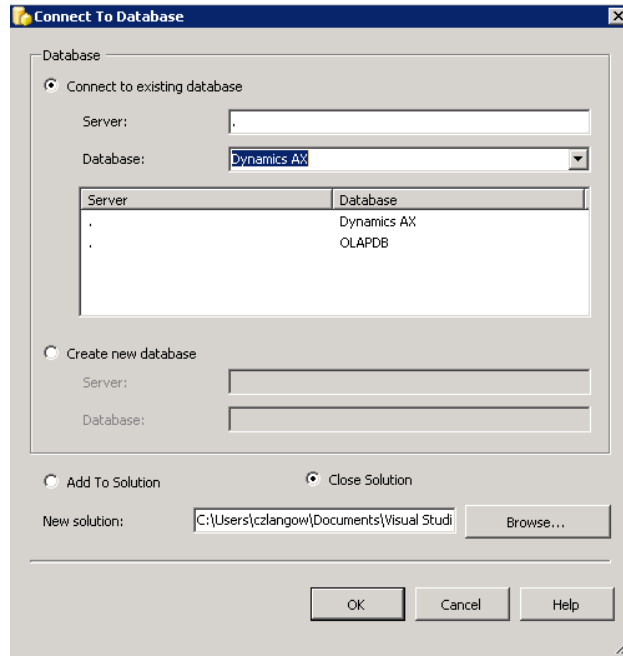 Connect To Database
Database
Connect to existing database
Server: .
Database: Dynamics AX
Server Database
. Dynamics AX
. OLAPDB
Create new database
Server:
Database:
Add To Solution Close Solution
New solution: C:\Users\czlangow\Documents\Visual Studi Browse...
OK Cancel Help